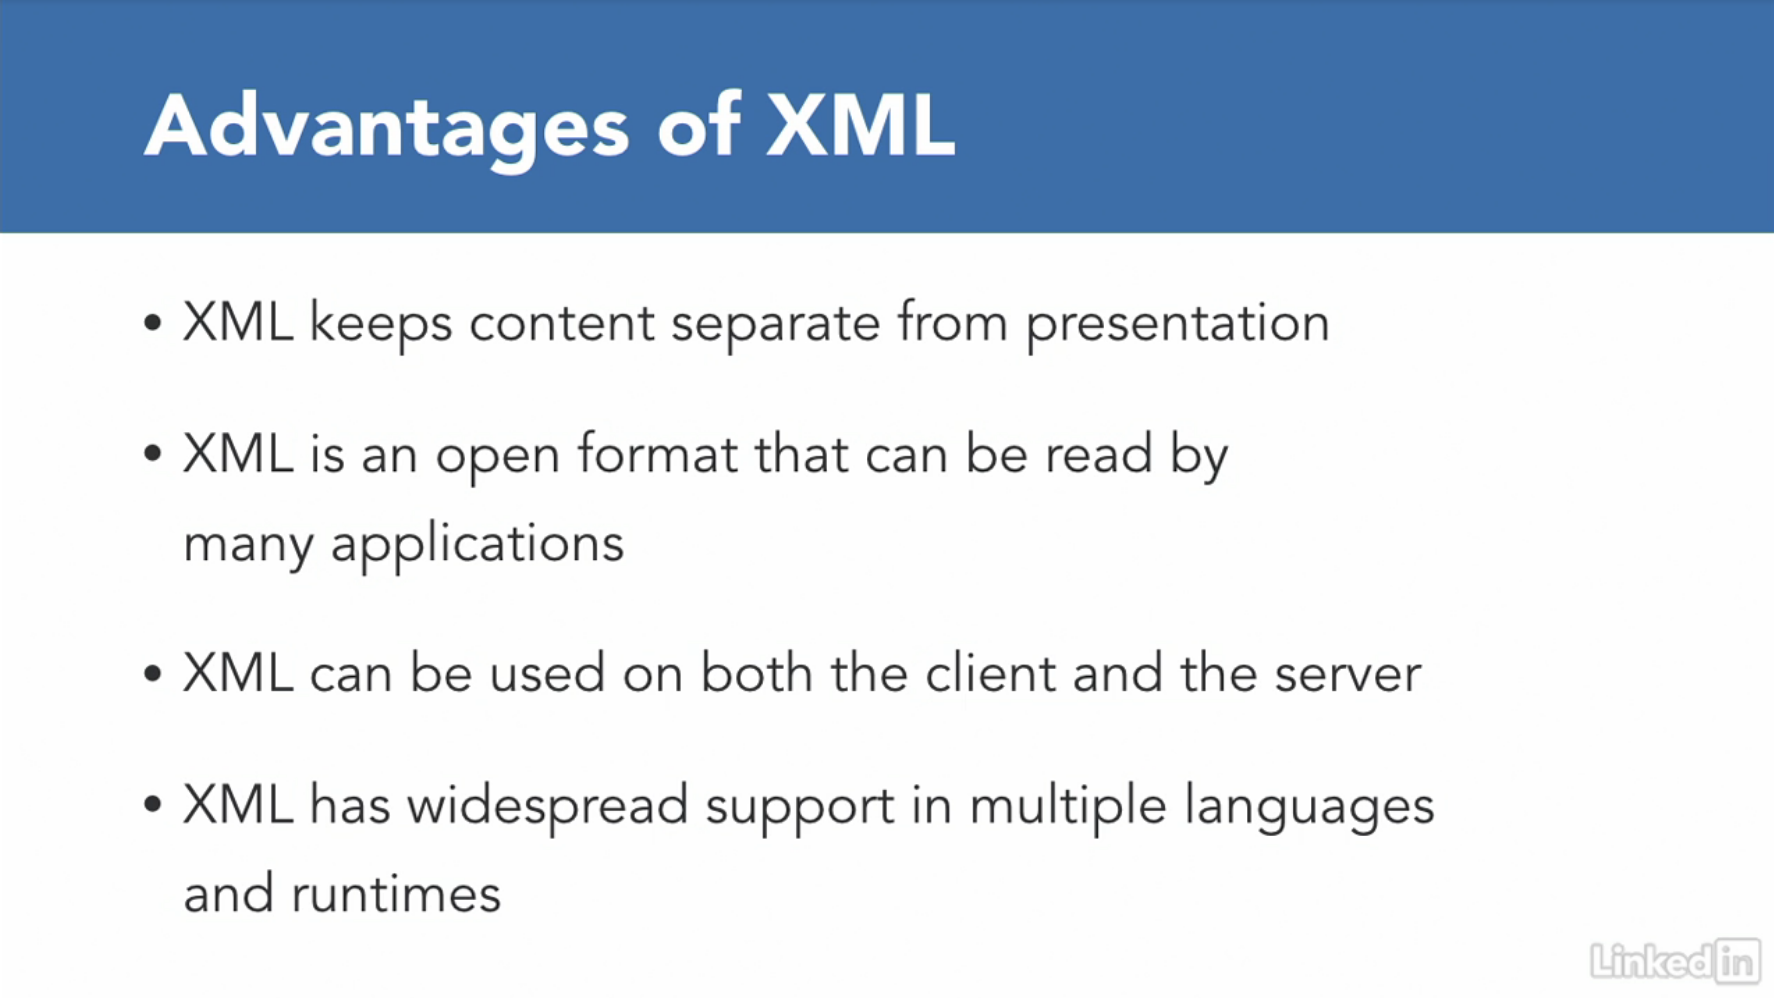 Advantages of XML
• XML keeps content separate from presentation
• XML is an open format that can be read by
many applications
• XML can be used on both the client and the server
• XML has widespread support in multiple languages
and runtimes
Linked in